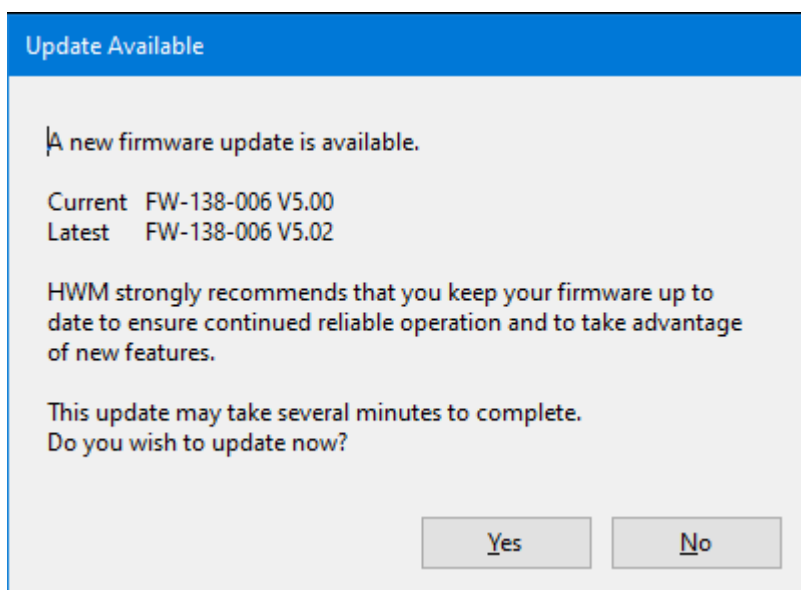 Update Available
A new firmware update is available.
Current FW-138-006 V5.00
Latest FW-138-006 V5.02
HWM strongly recommends that you keep your firmware up to
date to ensure continued reliable operation and to take advantage
of new features.
This update may take several minutes to complete.
Do you wish to update now?
Yes
No